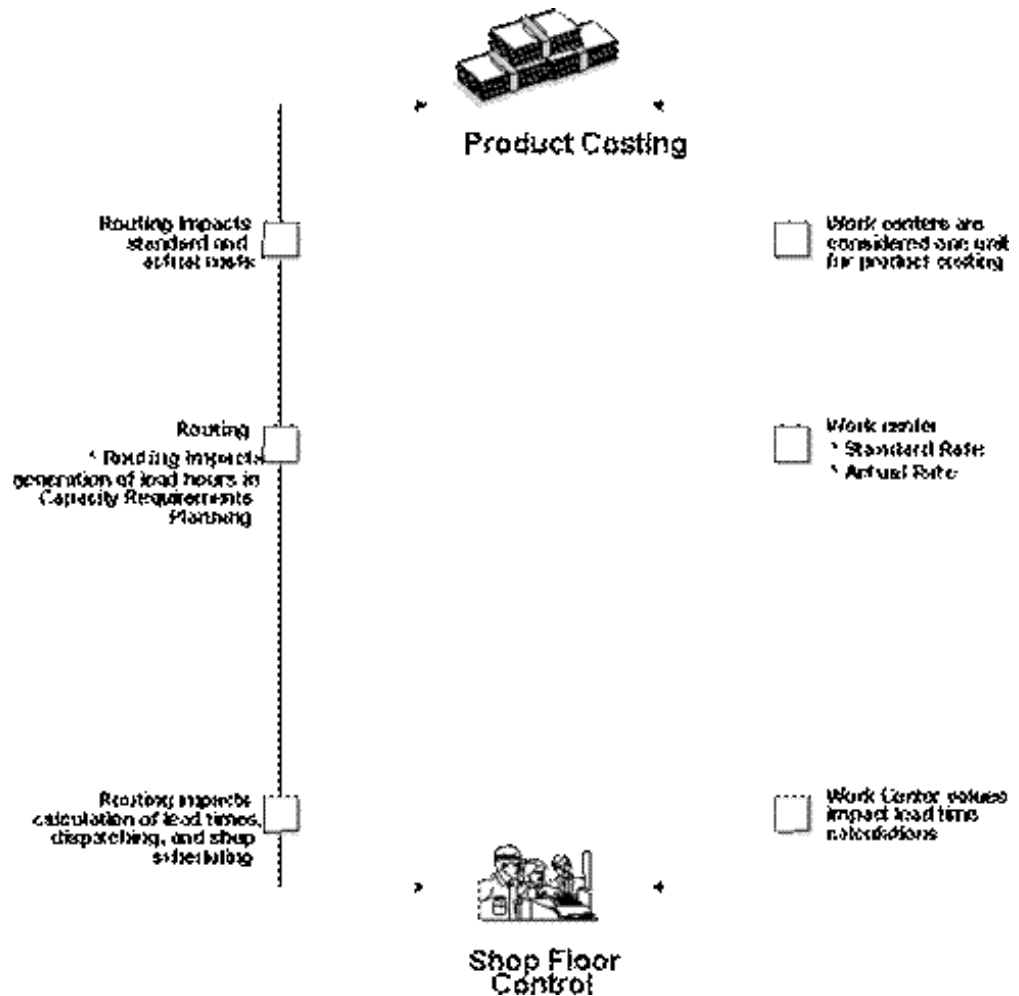 Product Costing
Routing Impacts
standard and
actual costs
Work centers are
considered one unit
for product costing
Routing
* Routing Impacts
generation of load hours in
Capacity Requirements
Planning
Work center
* Standard Rate
* Actual Rate
Routing impacts
calculation of lead times,
dispatching, and shop
scheduling
Work Center values
impact lead time
calculations
Shop Floor
Control